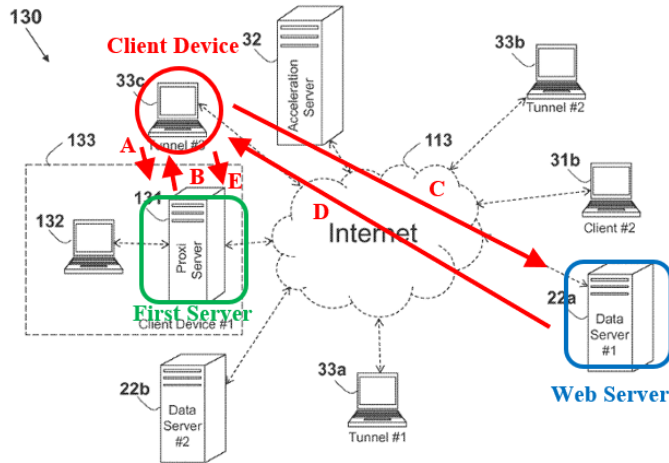 130
Client Device
32
33c
33b
Acceleration
Server
Tunnel #2
133
Tunnel #3
113
A
B
E
C
31b
131
D
132
Proxi
Server
Internet
Client #2
First Server
Client Device #1
22a
Data
Server
#1
22b
33a
Web Server
Data
Server
#2
Tunnel #1